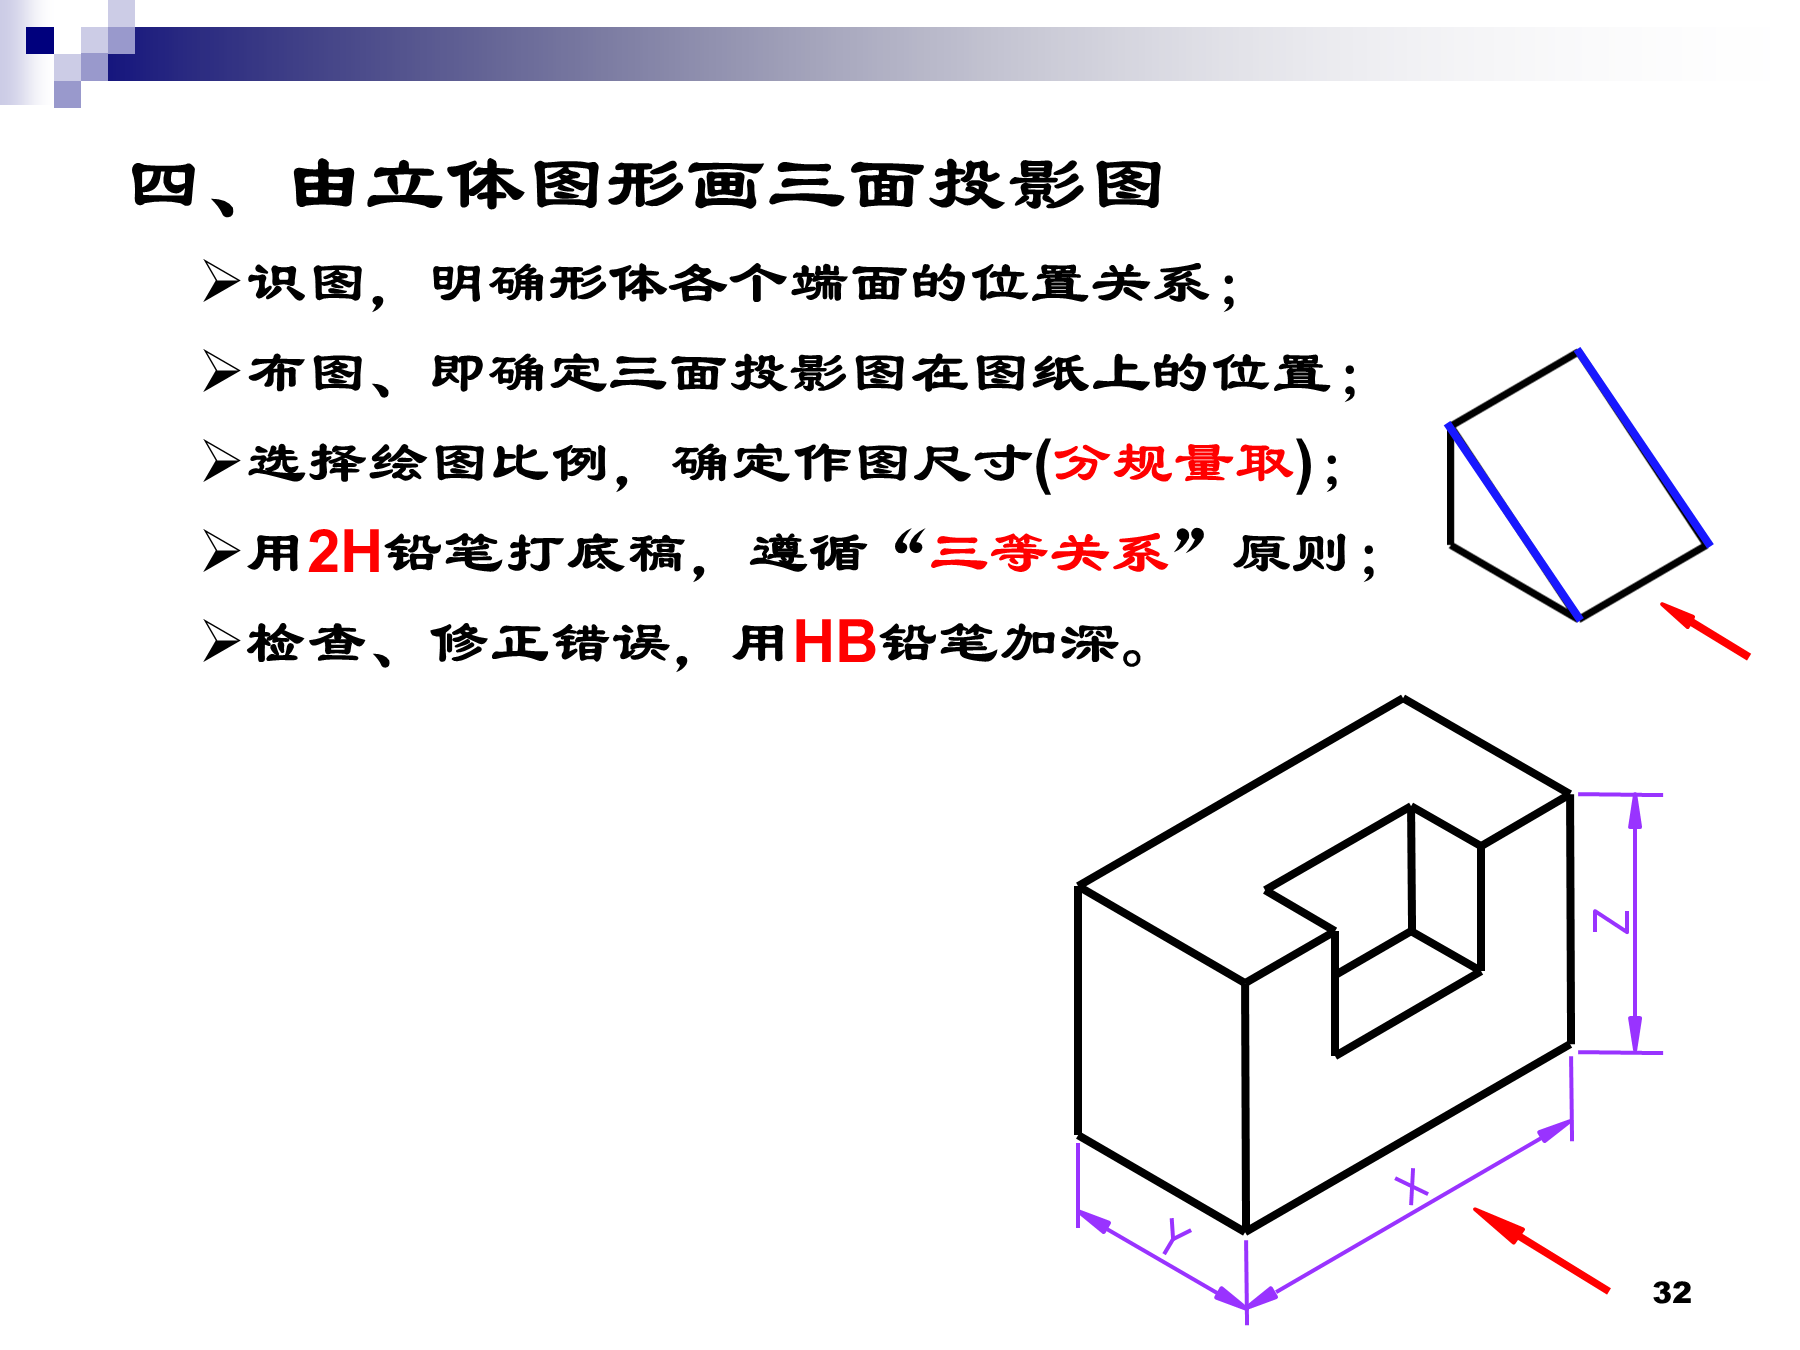 四、由立体图形画三面投影图
➢识图，明确形体各个端面的位置关系；
➢布图、即确定三面投影图在图纸上的位置；
➢选择绘图比例，确定作图尺寸(分规量取)；
➢用2H铅笔打底稿，遵循“三等关系”原则；
➢检查、修正错误，用HB铅笔加深。
Z
X
Y
32